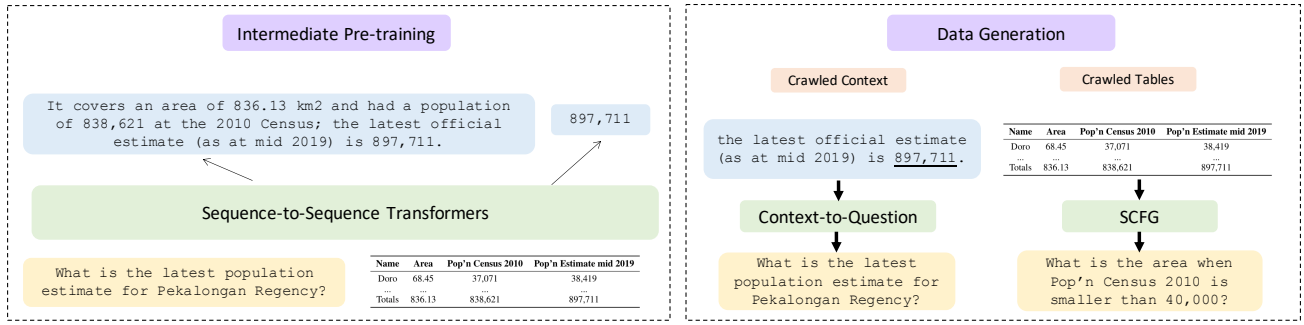 Intermediate Pre-training
It covers an area of 836.13 km2 and had a population
of 838,621 at the 2010 Census; the latest official
estimate (as at mid 2019) is 897,711.
897,711
Sequence-to-Sequence Transformers
What is the latest population
estimate for Pekalongan Regency?
Name Area Pop'n Census 2010 Pop'n Estimate mid 2019
Doro 68.45 37,071 38,419
... ... ... ...
Totals 836.13 838,621 897,711
Data Generation
Crawled Context
the latest official estimate
(as at mid 2019) is 897,711.
Context-to-Question
What is the latest
population estimate for
Pekalongan Regency?
Crawled Tables
Name Area Pop'n Census 2010 Pop'n Estimate mid 2019
Doro 68.45 37,071 38,419
... ... ... ...
Totals 836.13 838,621 897,711
SCFG
What is the area when
Pop'n Census 2010 is
smaller than 40,000?